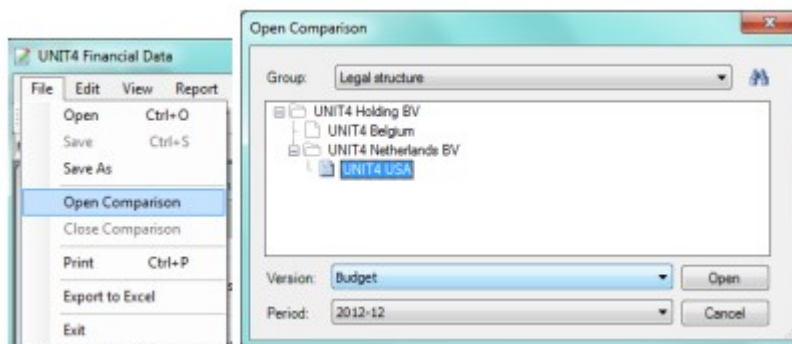 UNIT4 Financial Data
File Edit View Report
Open Ctrl+O
Save Ctrl+S
Save As
Open Comparison
Close Comparison
Print Ctrl+P
Export to Excel
Exit
Open Comparison
Group: Legal structure
UNIT4 Holding BV
UNIT4 Belgium
UNIT4 Netherlands BV
UNIT4 USA
Version: Budget Open
Period: 2012-12 Cancel